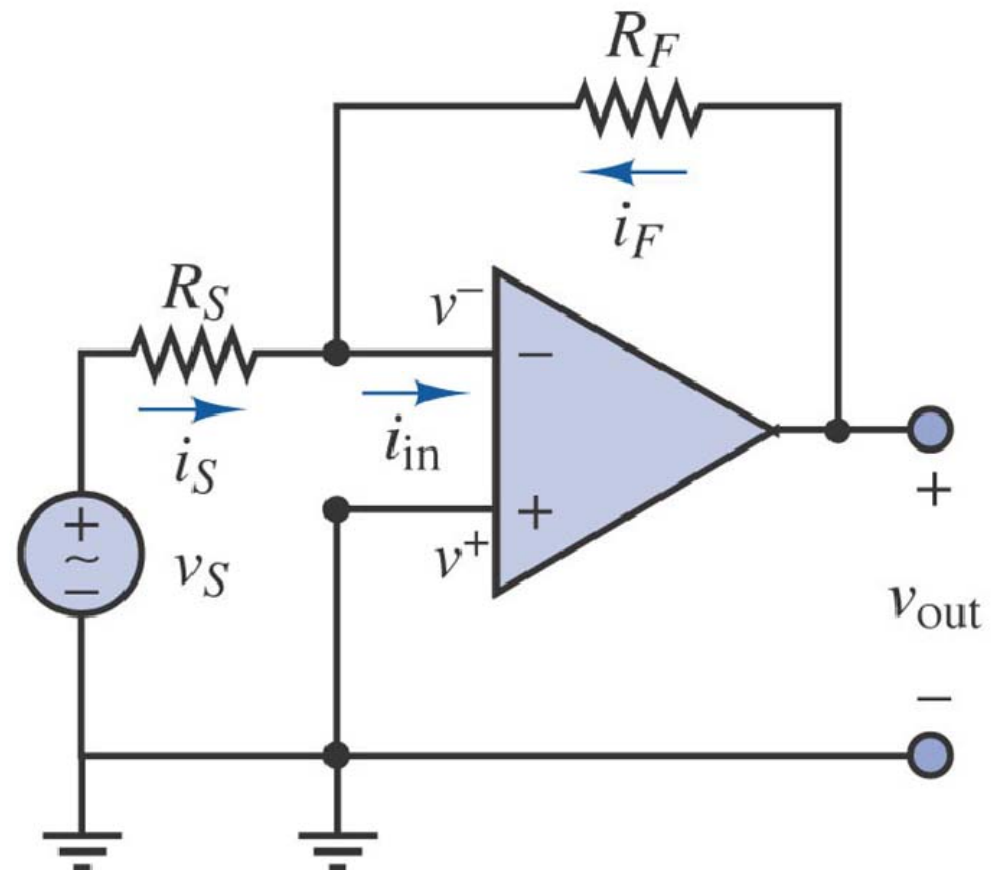 R_F
i_F
R_S
v^−
−
i_S
i_in
+
~
−
v_S
+
v^+
+
v_out
−